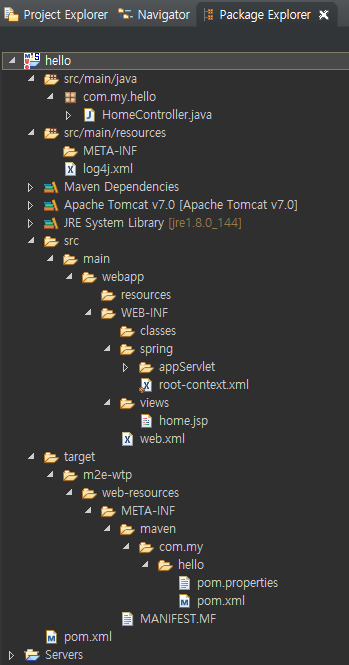 Project Explorer Navigator Package Explorer
hello
src/main/java
com.my.hello
HomeController.java
src/main/resources
META-INF
log4j.xml
Maven Dependencies
Apache Tomcat v7.0 [Apache Tomcat v7.0]
JRE System Library [jre1.8.0_144]
src
main
webapp
resources
WEB-INF
classes
spring
appServlet
root-context.xml
views
home.jsp
web.xml
target
m2e-wtp
web-resources
META-INF
maven
com.my
hello
pom.properties
pom.xml
MANIFEST.MF
pom.xml
Servers